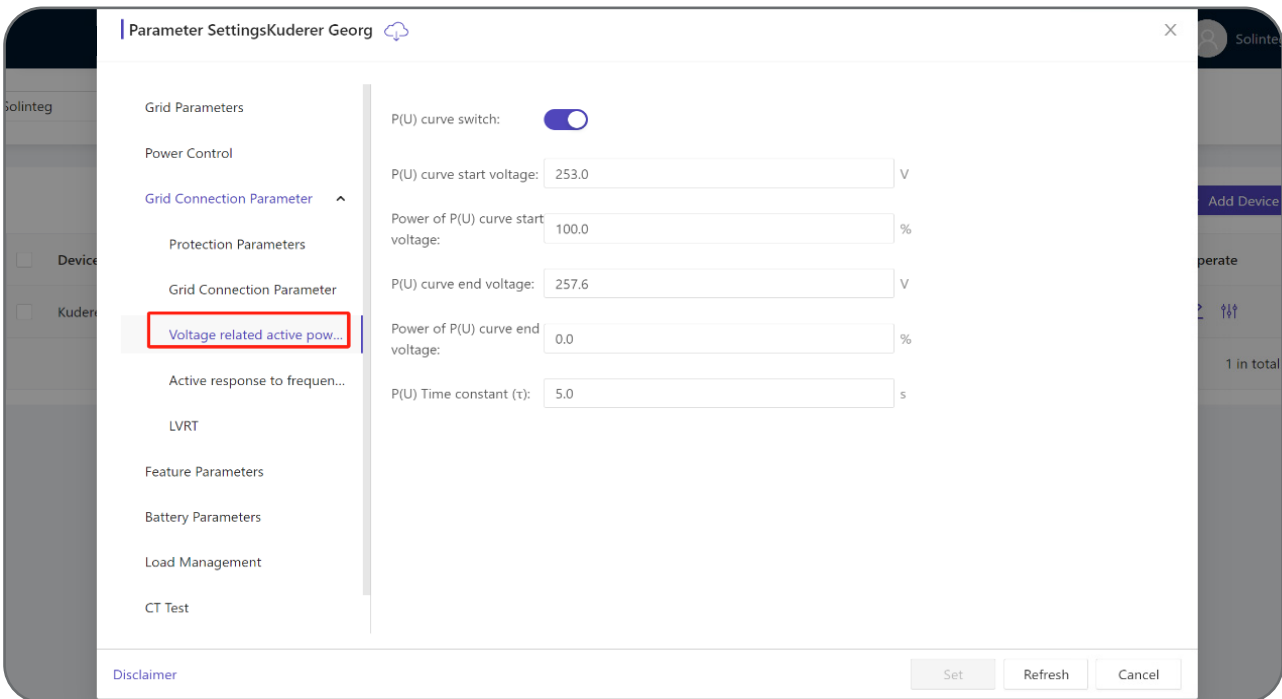 Parameter SettingsKuderer Georg
Solinteg
Grid Parameters
Power Control
Grid Connection Parameter
Protection Parameters
Grid Connection Parameter
Voltage related active pow...
Active response to frequen...
LVRT
Feature Parameters
Battery Parameters
Load Management
CT Test
P(U) curve switch:
P(U) curve start voltage: 253.0 V
Power of P(U) curve start
voltage: 100.0 %
P(U) curve end voltage: 257.6 V
Power of P(U) curve end
voltage: 0.0 %
P(U) Time constant (τ): 5.0 s
Add Device
Device
1 in total
Disclaimer
Set
Refresh
Cancel